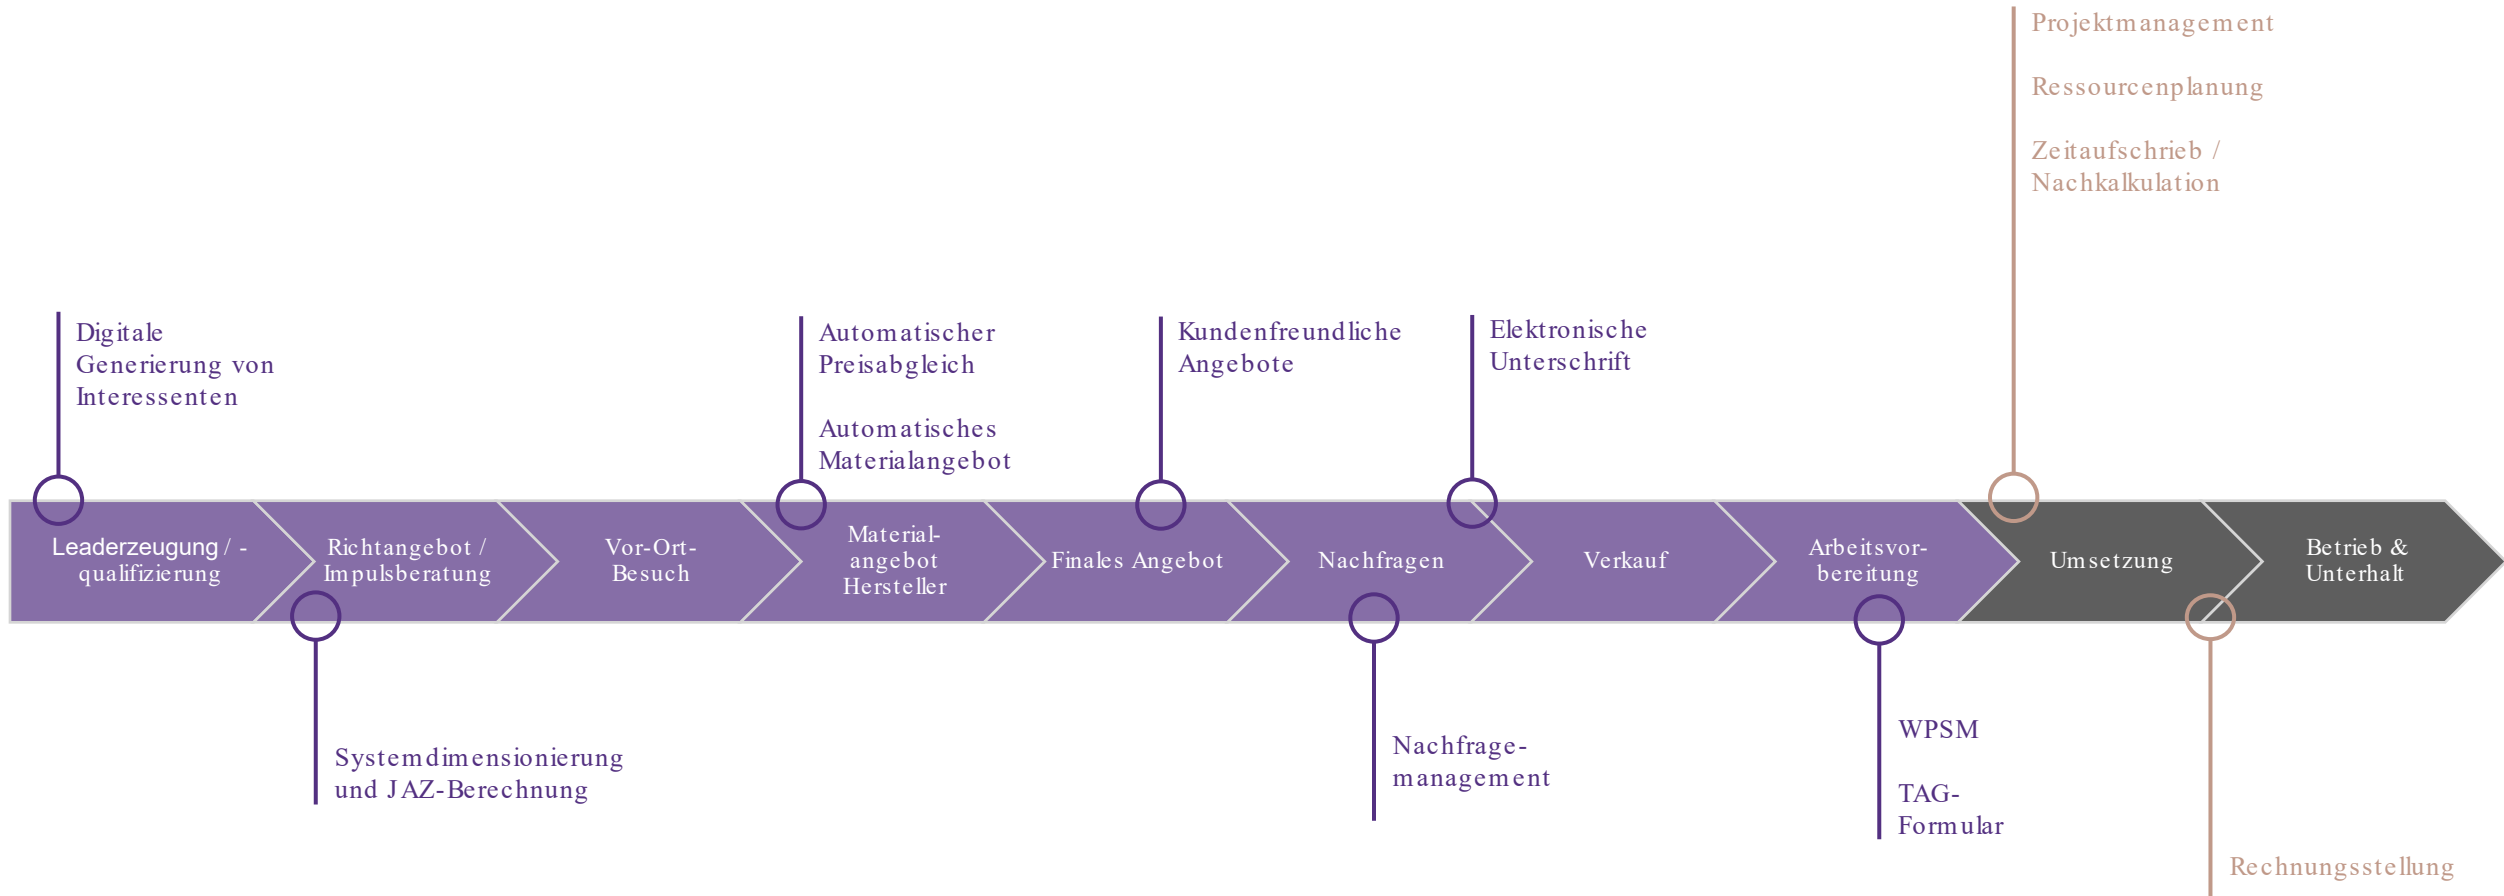 Projektmanagement
Ressourcenplanung
Zeitaufschrieb /
Nachkalkulation
Digitale
Generierung von
Interessenten
Automatischer
Preisabgleich
Automatisches
Materialangebot
Kundenfreundliche
Angebote
Elektronische
Unterschrift
Leaderzeugung / -
qualifizierung
Richtangebot /
Impulsberatung
Vor-Ort-
Besuch
Material-
angebot
Hersteller
Finales Angebot
Nachfragen
Verkauf
Arbeitsvor-
bereitung
Umsetzung
Betrieb &
Unterhalt
Systemdimensionierung
und JAZ-Berechnung
Nachfrage-
management
WPSM
TAG-
Formular
Rechnungsstellung